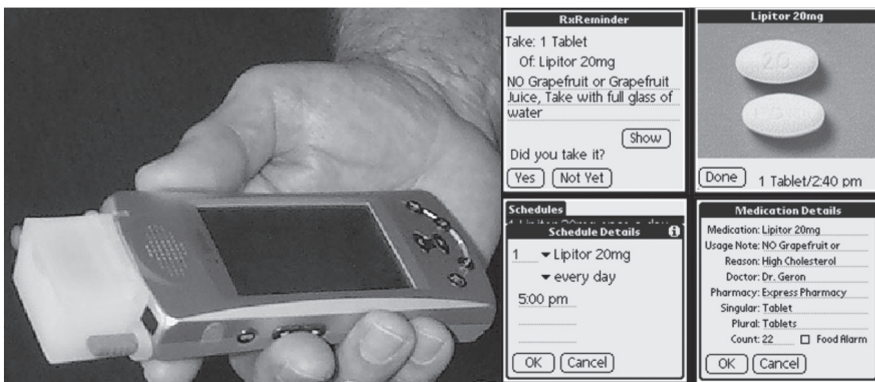 RxReminder
Take: 1 Tablet
Of: Lipitor 20mg
NO Grapefruit or Grapefruit
Juice, Take with full glass of
water
Show
Did you take it?
Yes Not Yet
Lipitor 20mg
20
Done 1 Tablet/2:40 pm
Schedules
Schedule Details
1 Lipitor 20mg
every day
5:00 pm
OK Cancel
Medication Details
Medication: Lipitor 20mg
Usage Note: NO Grapefruit or
Reason: High Cholesterol
Doctor: Dr. Geron
Pharmacy: Express Pharmacy
Singular: Tablet
Plural: Tablets
Count: 22 Food Alarm
OK Cancel